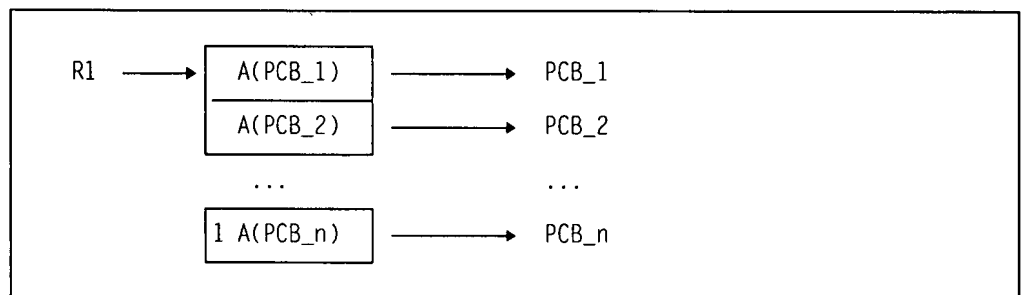 R1 A(PCB_1) PCB_1
A(PCB_2) PCB_2
... ...
1 A(PCB_n) PCB_n